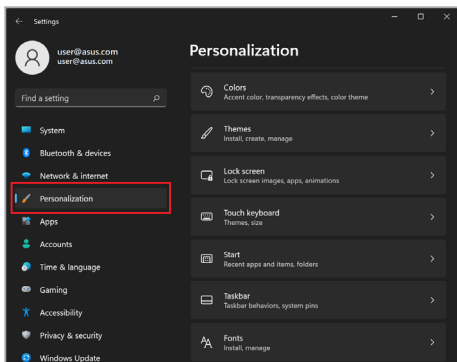 Settings
user@asus.com
user@asus.com
Find a setting
System
Bluetooth & devices
Network & internet
Personalization
Apps
Accounts
Time & language
Gaming
Accessibility
Privacy & security
Windows Update
Personalization
Colors
Accent color, transparency effects, color theme
Themes
Install, create, manage
Lock screen
Lock screen images, apps, animations
Touch keyboard
Themes, size
Start
Recent apps and items, folders
Taskbar
Taskbar behaviors, system pins
Fonts
Install, manage